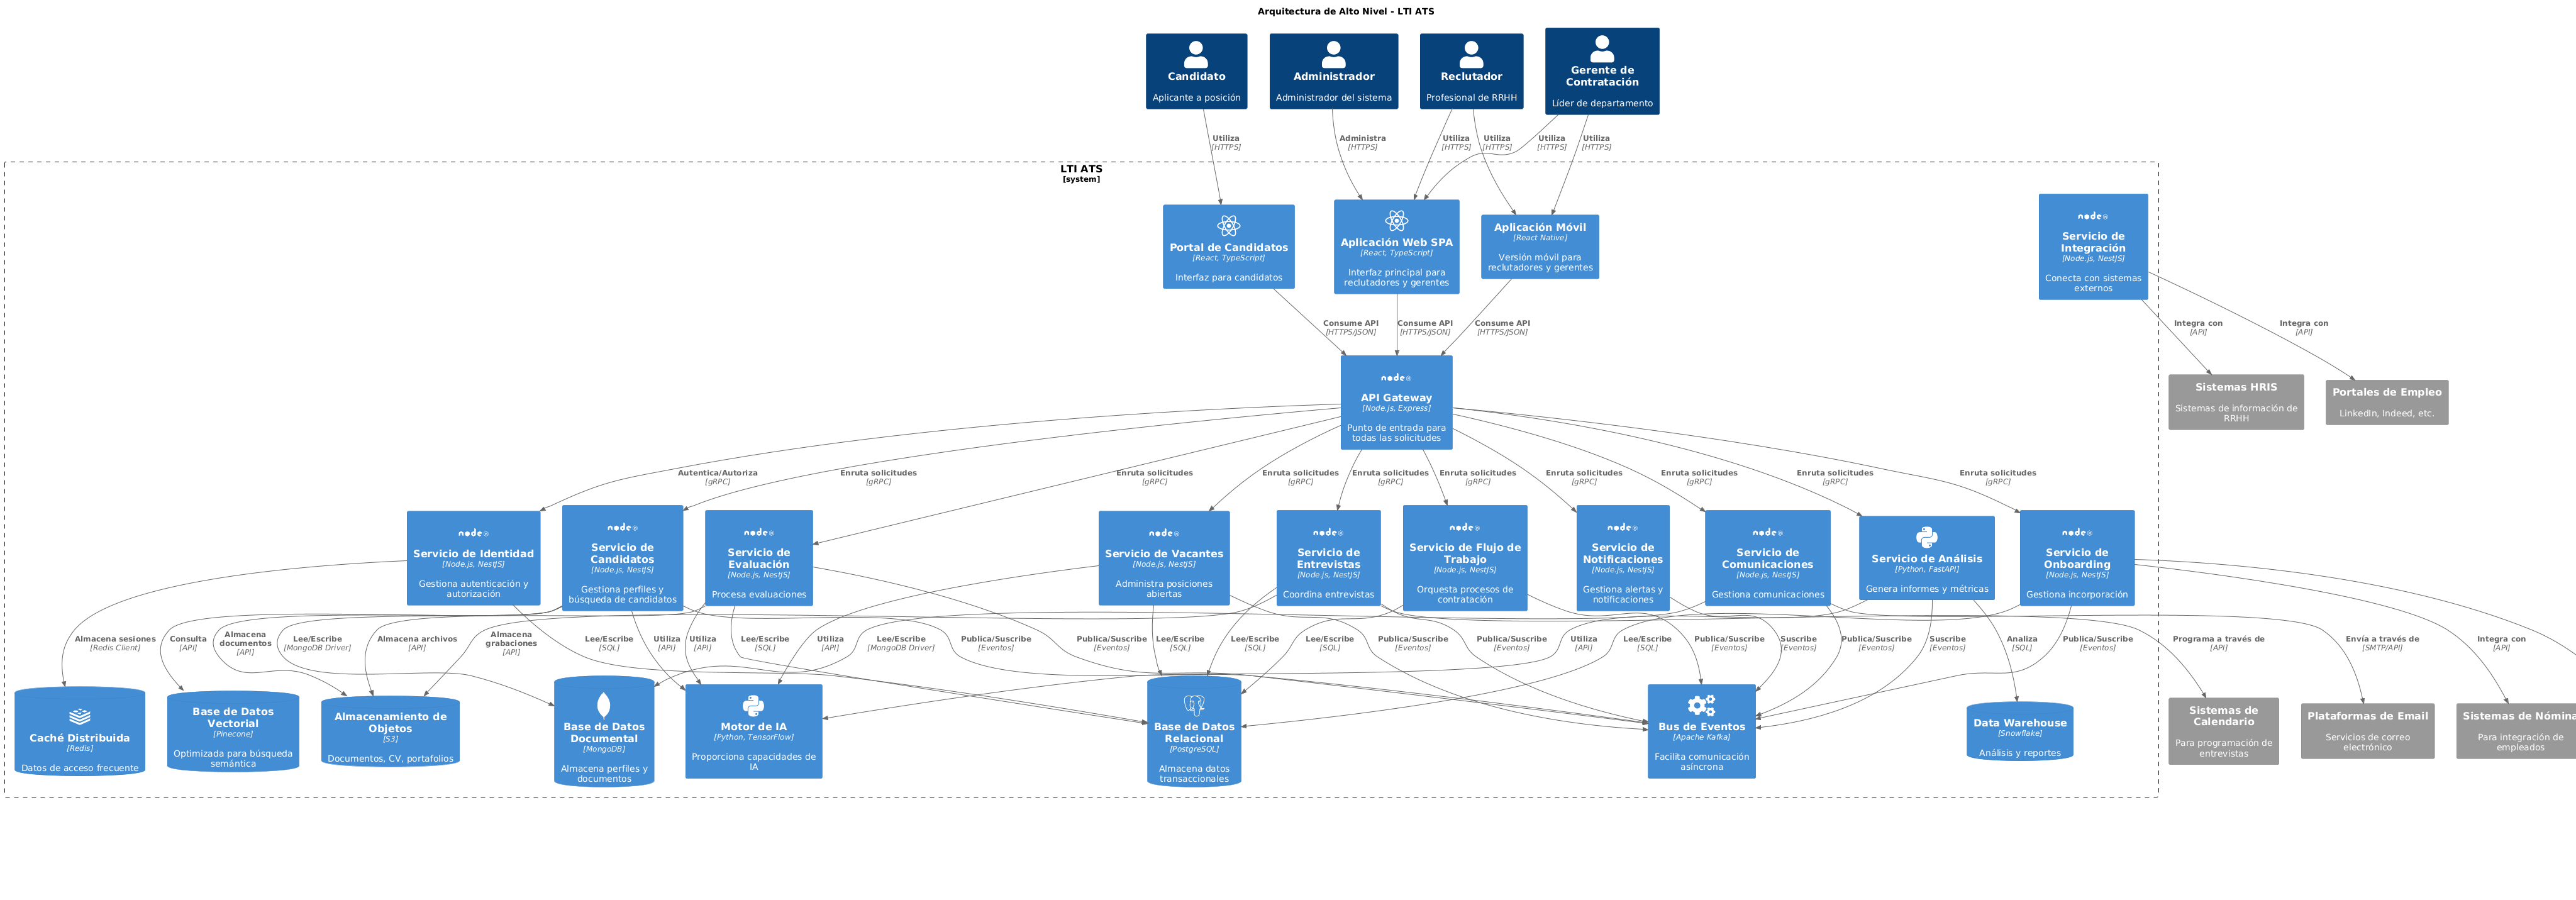 Arquitectura de Alto Nivel - LTI ATS
Candidato
Aplicante a posición
Administrador
Administrador del sistema
Reclutador
Profesional de RRHH
Gerente de
Contratación
Líder de departamento
Utiliza
[HTTPS]
Administra
[HTTPS]
Utiliza
[HTTPS]
Utiliza
[HTTPS]
Utiliza
[HTTPS]
Utiliza
[HTTPS]
LTI ATS
[system]
Portal de Candidatos
[React, TypeScript]
Interfaz para candidatos
Aplicación Web SPA
[React, TypeScript]
Interfaz principal para
reclutadores y gerentes
Aplicación Móvil
[React Native]
Versión móvil para
reclutadores y gerentes
node
Servicio de
Integración
[Node.js, NestJS]
Conecta con sistemas
externos
Consume API
[HTTPS/JSON]
Consume API
[HTTPS/JSON]
Consume API
[HTTPS/JSON]
Integra con
[API]
Integra con
[API]
node
API Gateway
[Node.js, Express]
Punto de entrada para
todas las solicitudes
Sistemas HRIS
Sistemas de información de
RRHH
Portales de Empleo
LinkedIn, Indeed, etc.
Autentica/Autoriza
[gRPC]
Enruta solicitudes
[gRPC]
Enruta solicitudes
[gRPC]
Enruta solicitudes
[gRPC]
Enruta solicitudes
[gRPC]
Enruta solicitudes
[gRPC]
Enruta solicitudes
[gRPC]
Enruta solicitudes
[gRPC]
Enruta solicitudes
[gRPC]
Enruta solicitudes
[gRPC]
node
Servicio de Identidad
[Node.js, NestJS]
Gestiona autenticación y
autorización
node
Servicio de
Candidatos
[Node.js, NestJS]
Gestiona perfiles y
búsqueda de candidatos
node
Servicio de
Evaluación
[Node.js, NestJS]
Procesa evaluaciones
node
Servicio de Vacantes
[Node.js, NestJS]
Administra posiciones
abiertas
node
Servicio de
Entrevistas
[Node.js, NestJS]
Coordina entrevistas
node
Servicio de Flujo de
Trabajo
[Node.js, NestJS]
Orquesta procesos de
contratación
node
Servicio de
Notificaciones
[Node.js, NestJS]
Gestiona alertas y
notificaciones
node
Servicio de
Comunicaciones
[Node.js, NestJS]
Gestiona comunicaciones
Servicio de Análisis
[Python, FastAPI]
Genera informes y métricas
node
Servicio de
Onboarding
[Node.js, NestJS]
Gestiona incorporación
Almacena sesiones
[Redis Client]
Consulta
[API]
Almacena
documentos
[API]
Lee/Escribe
[MongoDB Driver]
Almacena archivos
[API]
Almacena
grabaciones
[API]
Lee/Escribe
[SQL]
Utiliza
[API]
Utiliza
[API]
Lee/Escribe
[SQL]
Utiliza
[API]
Lee/Escribe
[MongoDB Driver]
Publica/Suscribe
[Eventos]
Publica/Suscribe
[Eventos]
Lee/Escribe
[SQL]
Lee/Escribe
[SQL]
Lee/Escribe
[SQL]
Publica/Suscribe
[Eventos]
Publica/Suscribe
[Eventos]
Utiliza
[API]
Lee/Escribe
[SQL]
Publica/Suscribe
[Eventos]
Suscribe
[Eventos]
Publica/Suscribe
[Eventos]
Suscribe
[Eventos]
Analiza
[SQL]
Publica/Suscribe
[Eventos]
Programa a través de
[API]
Envía a través de
[SMTP/API]
Integra con
[API]
Caché Distribuida
[Redis]
Datos de acceso frecuente
Base de Datos
Vectorial
[Pinecone]
Optimizada para búsqueda
semántica
Almacenamiento de
Objetos
[S3]
Documentos, CV, portafolios
Base de Datos
Documental
[MongoDB]
Almacena perfiles y
documentos
Motor de IA
[Python, TensorFlow]
Proporciona capacidades de
IA
Base de Datos
Relacional
[PostgreSQL]
Almacena datos
transaccionales
Bus de Eventos
[Apache Kafka]
Facilita comunicación
asíncrona
Data Warehouse
[Snowflake]
Análisis y reportes
Sistemas de
Calendario
Para programación de
entrevistas
Plataformas de Email
Servicios de correo
electrónico
Sistemas de Nómina
Para integración de
empleados